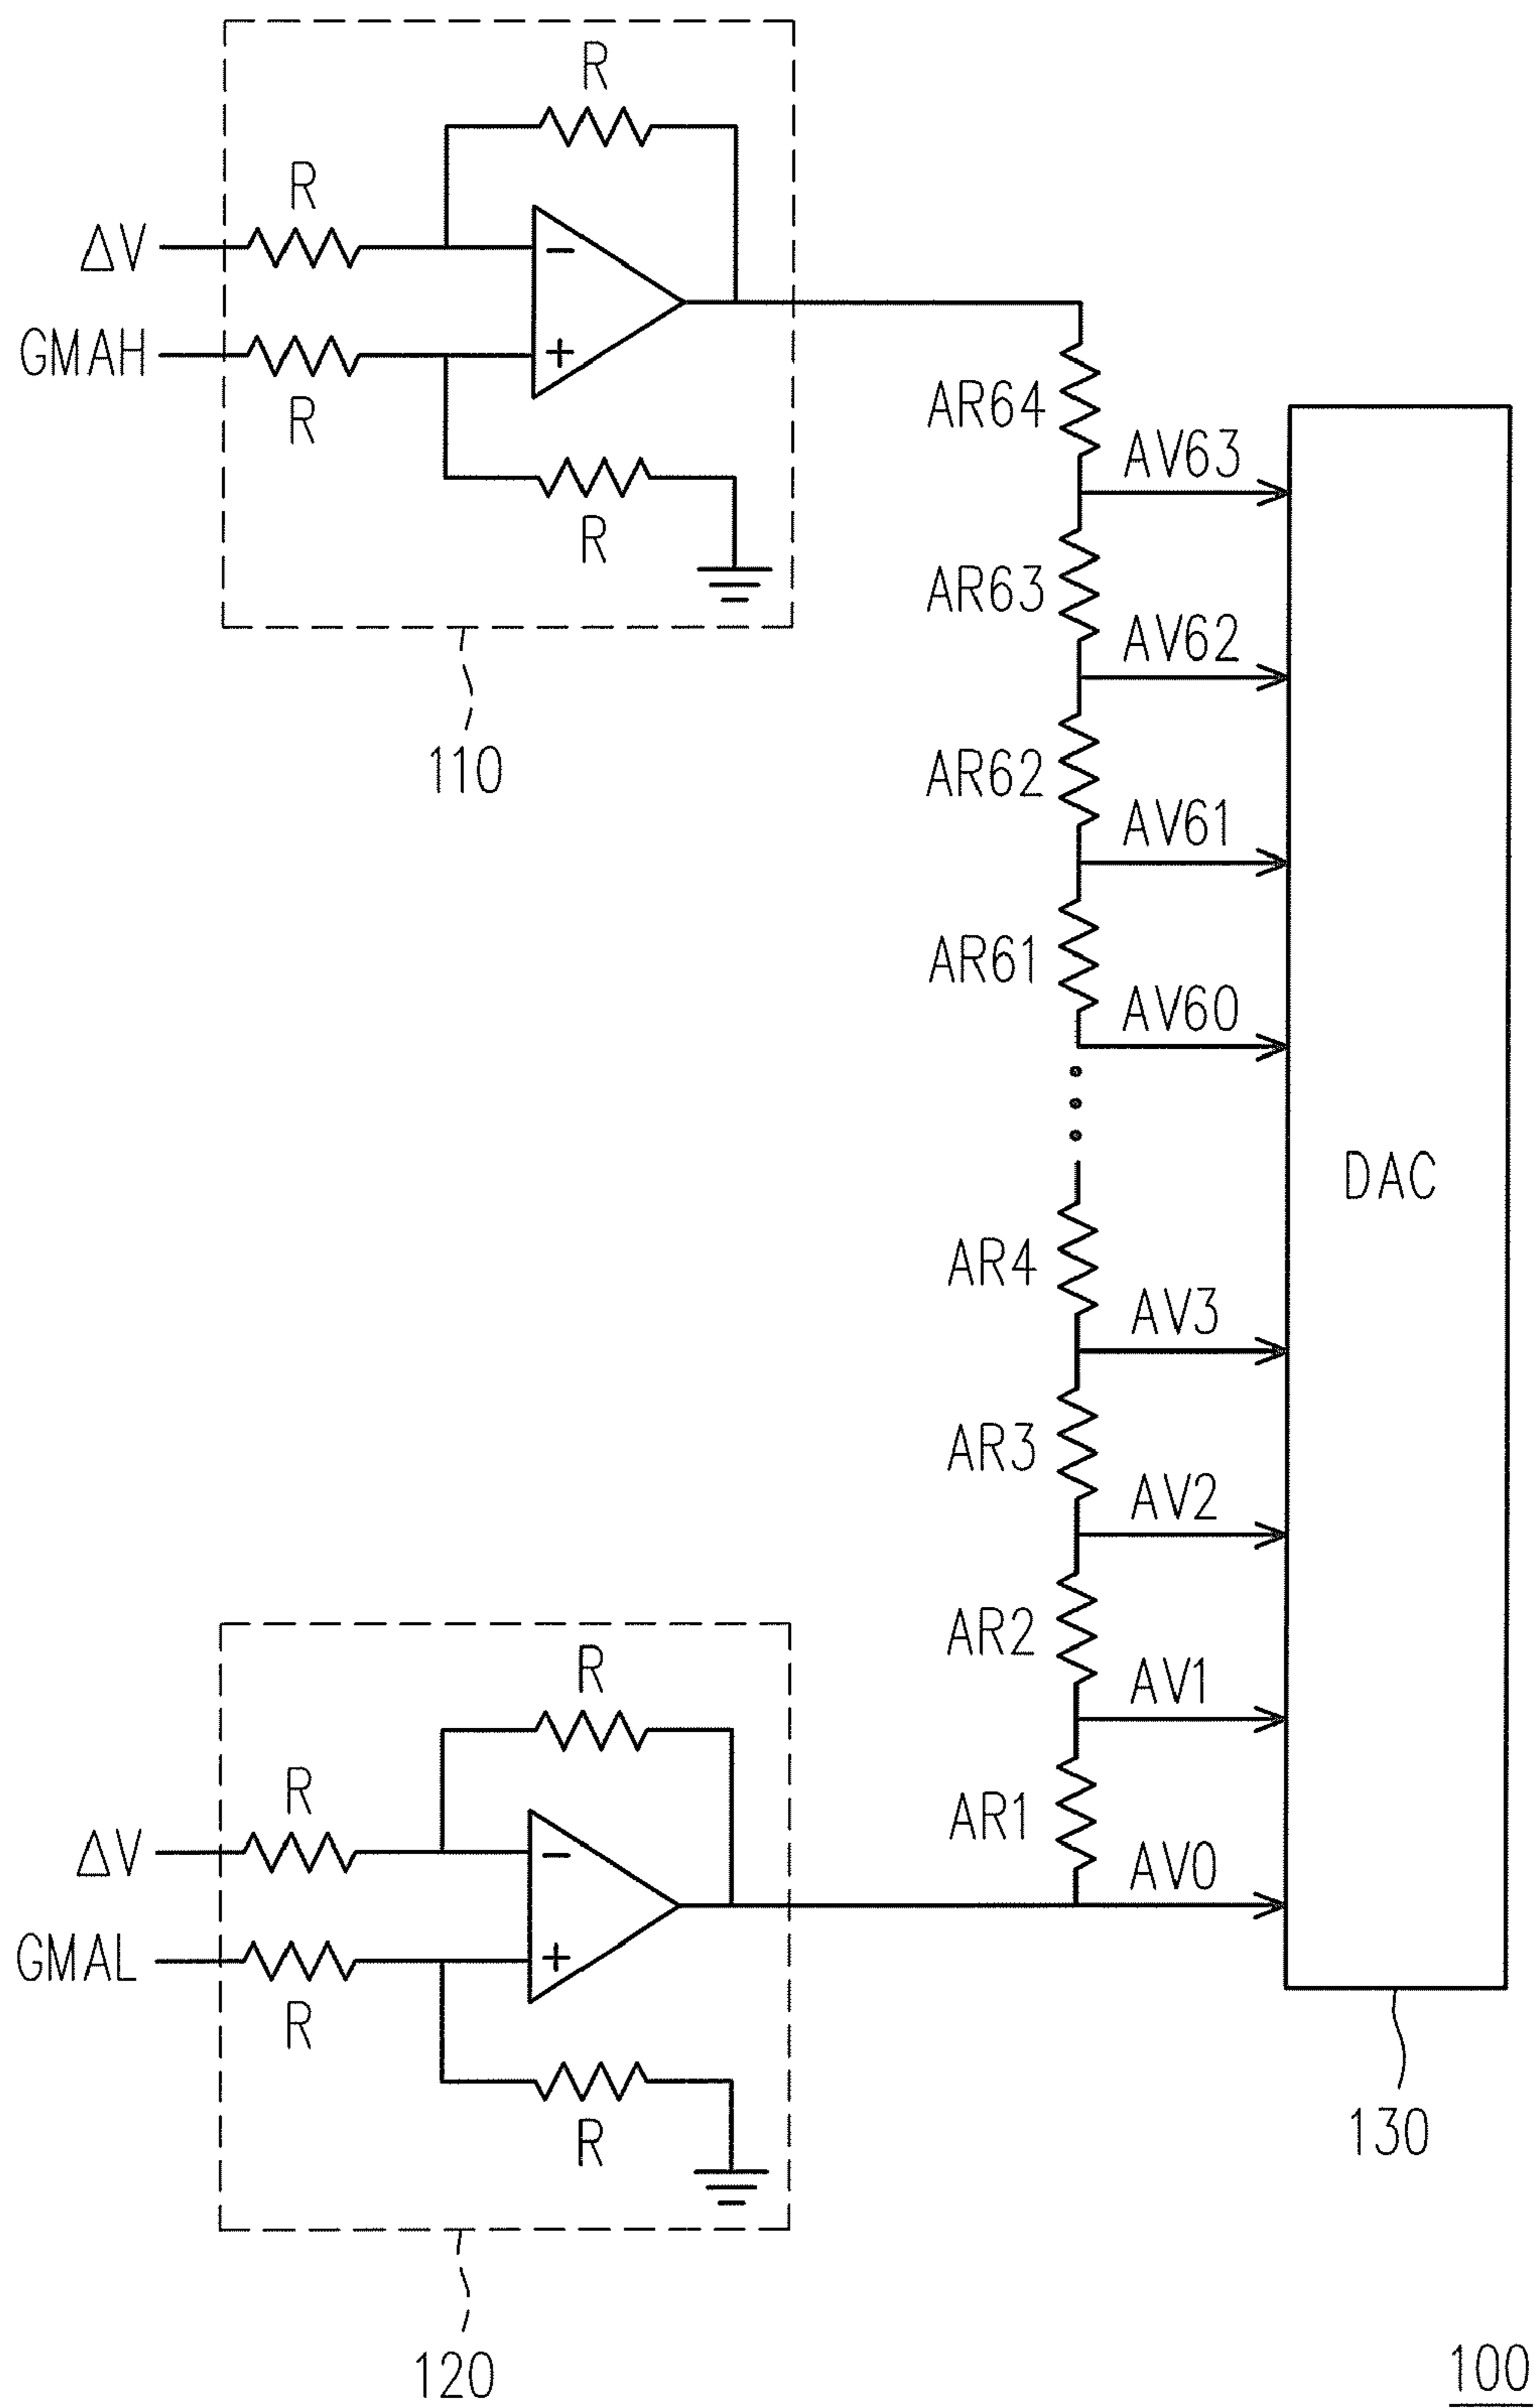 R
R
ΔV
−
GMAH
+
R
R
110
AR64
AV63
AR63
AV62
AR62
AV61
AR61
AV60
DAC
AR4
AV3
AR3
AV2
AR2
AV1
AR1
AV0
R
R
ΔV
−
GMAL
+
R
R
120
130
100